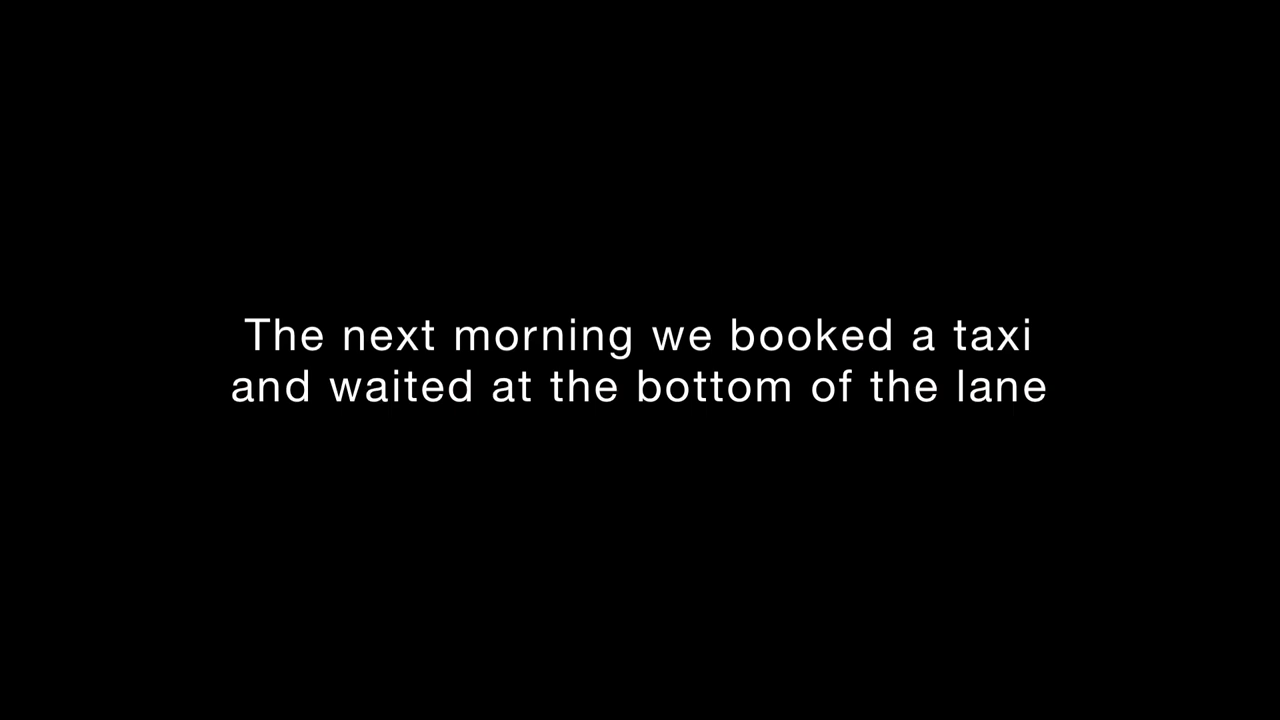 The next morning we booked a taxi
and waited at the bottom of the lane